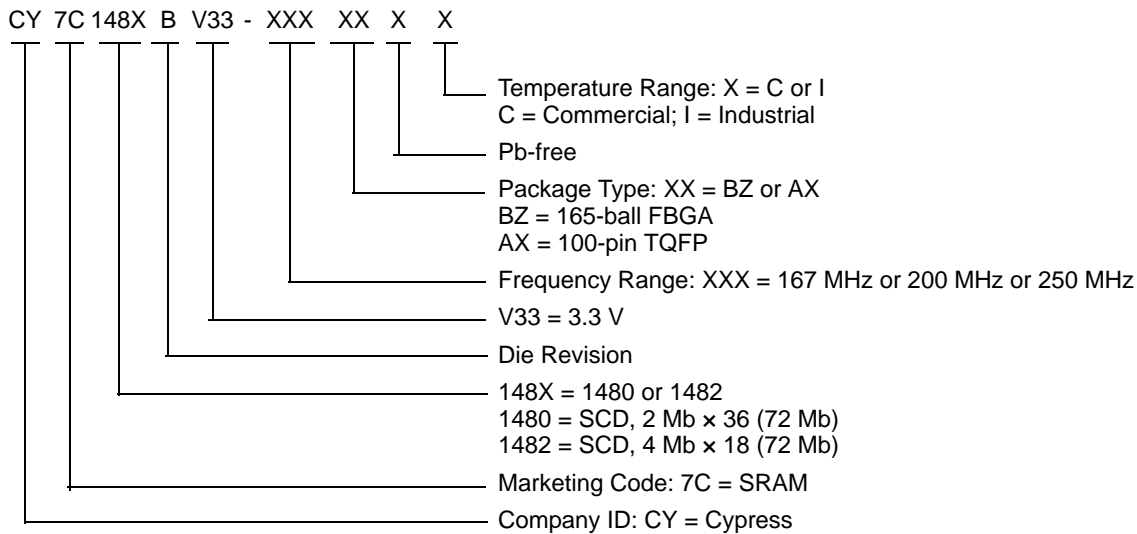 CY 7C 148X B V33 - XXX XX X X
Temperature Range: X = C or I
C = Commercial; I = Industrial
Pb-free
Package Type: XX = BZ or AX
BZ = 165-ball FBGA
AX = 100-pin TQFP
Frequency Range: XXX = 167 MHz or 200 MHz or 250 MHz
V33 = 3.3 V
Die Revision
148X = 1480 or 1482
1480 = SCD, 2 Mb × 36 (72 Mb)
1482 = SCD, 4 Mb × 18 (72 Mb)
Marketing Code: 7C = SRAM
Company ID: CY = Cypress